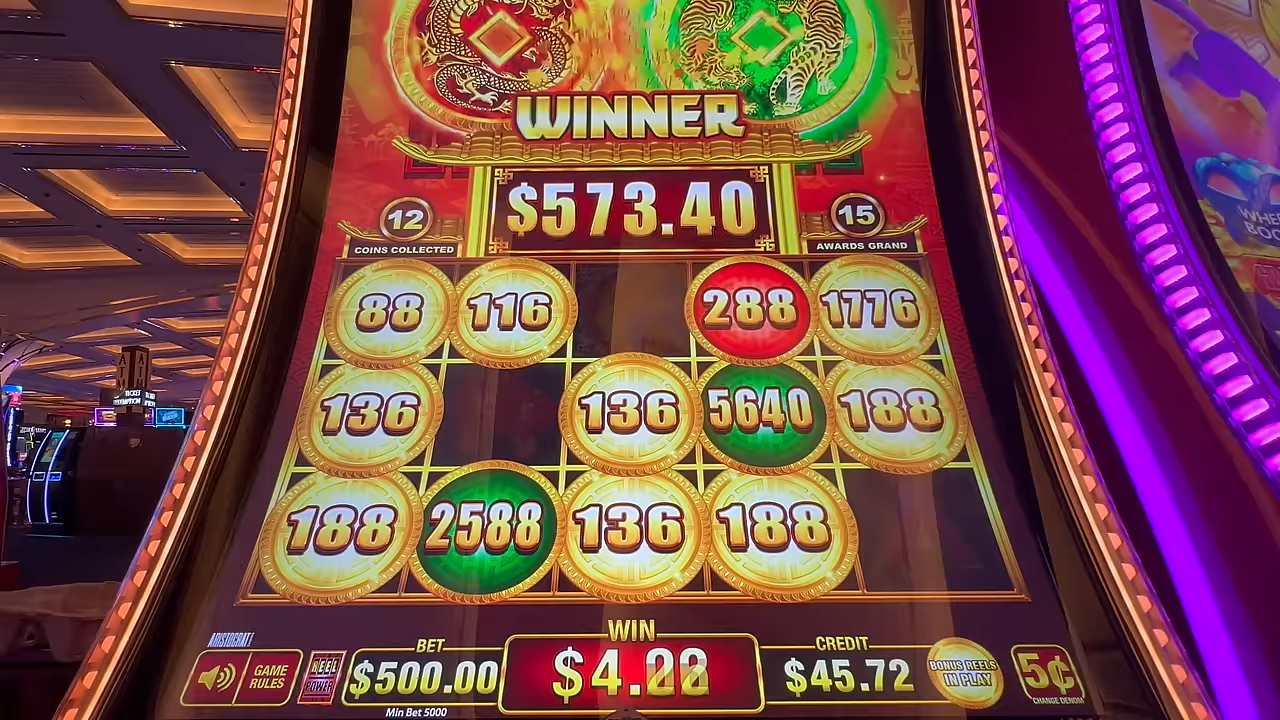 WINNER
$573.40
12
COINS COLLECTED
15
AWARDS GRAND
88 116 288 1776
136 136 5640 188
188 2588 136 188
ARISTOCRAT
GAME RULES
REEL POWER
BET
$500.00
Min Bet 5000
WIN
$4.
CREDIT
$45.72
BONUS REELS
IN PLAY
5¢
CHANGE DENOM
TICKET